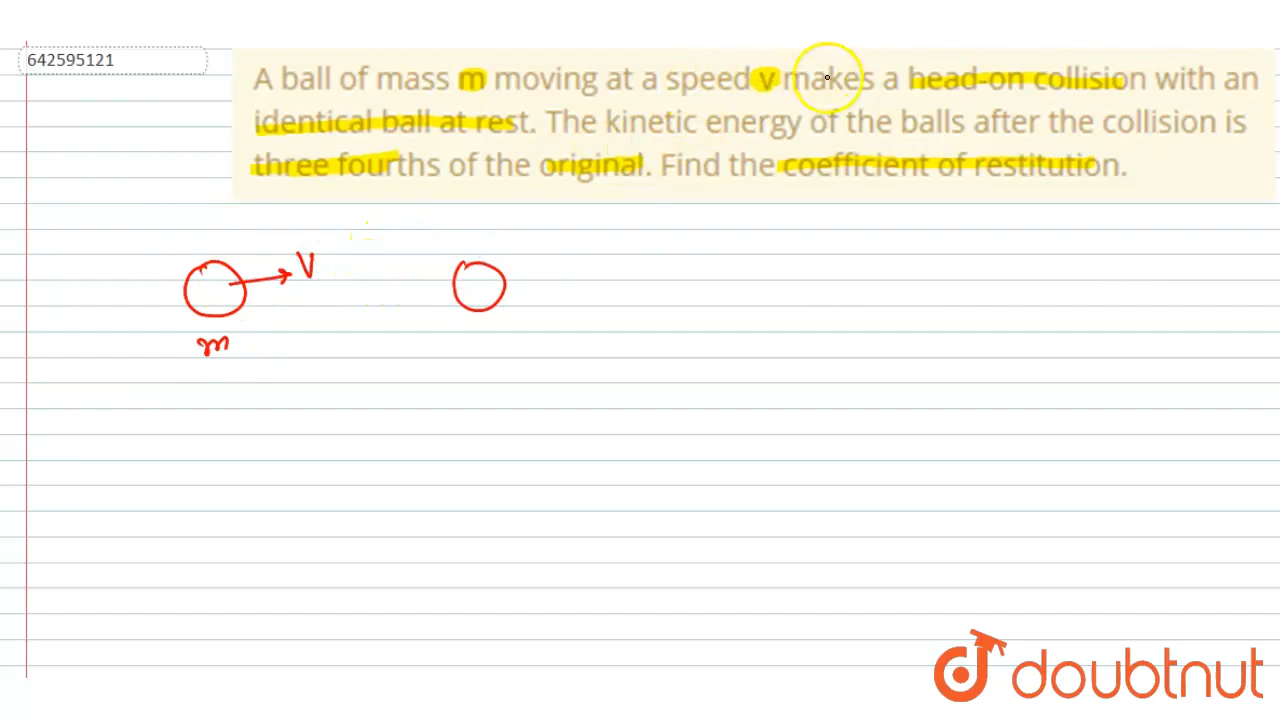 642595121
A ball of mass m moving at a speed v makes a head-on collision with an
identical ball at rest. The kinetic energy of the balls after the collision is
three fourths of the original. Find the coefficient of restitution.
V
m
doubtnut